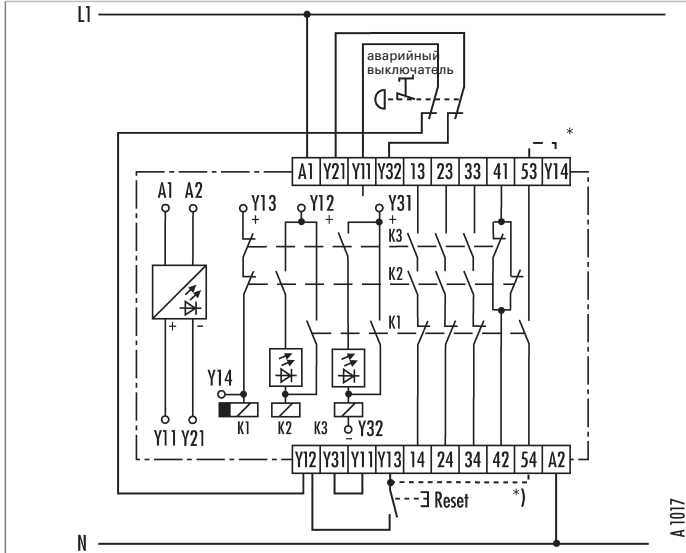 L1
аварийный
выключатель
*
A1 Y21 Y11 Y32 13 23 33 41 53 Y14
A1 A2 Y13 Y12 Y31
+ + +
K3
K2
K1
+ −
Y14
K1 K2 K3 Y32
−
Y11 Y21
Y12 Y31 Y11 Y13 14 24 34 42 54 A2
Reset *)
N
A 1017